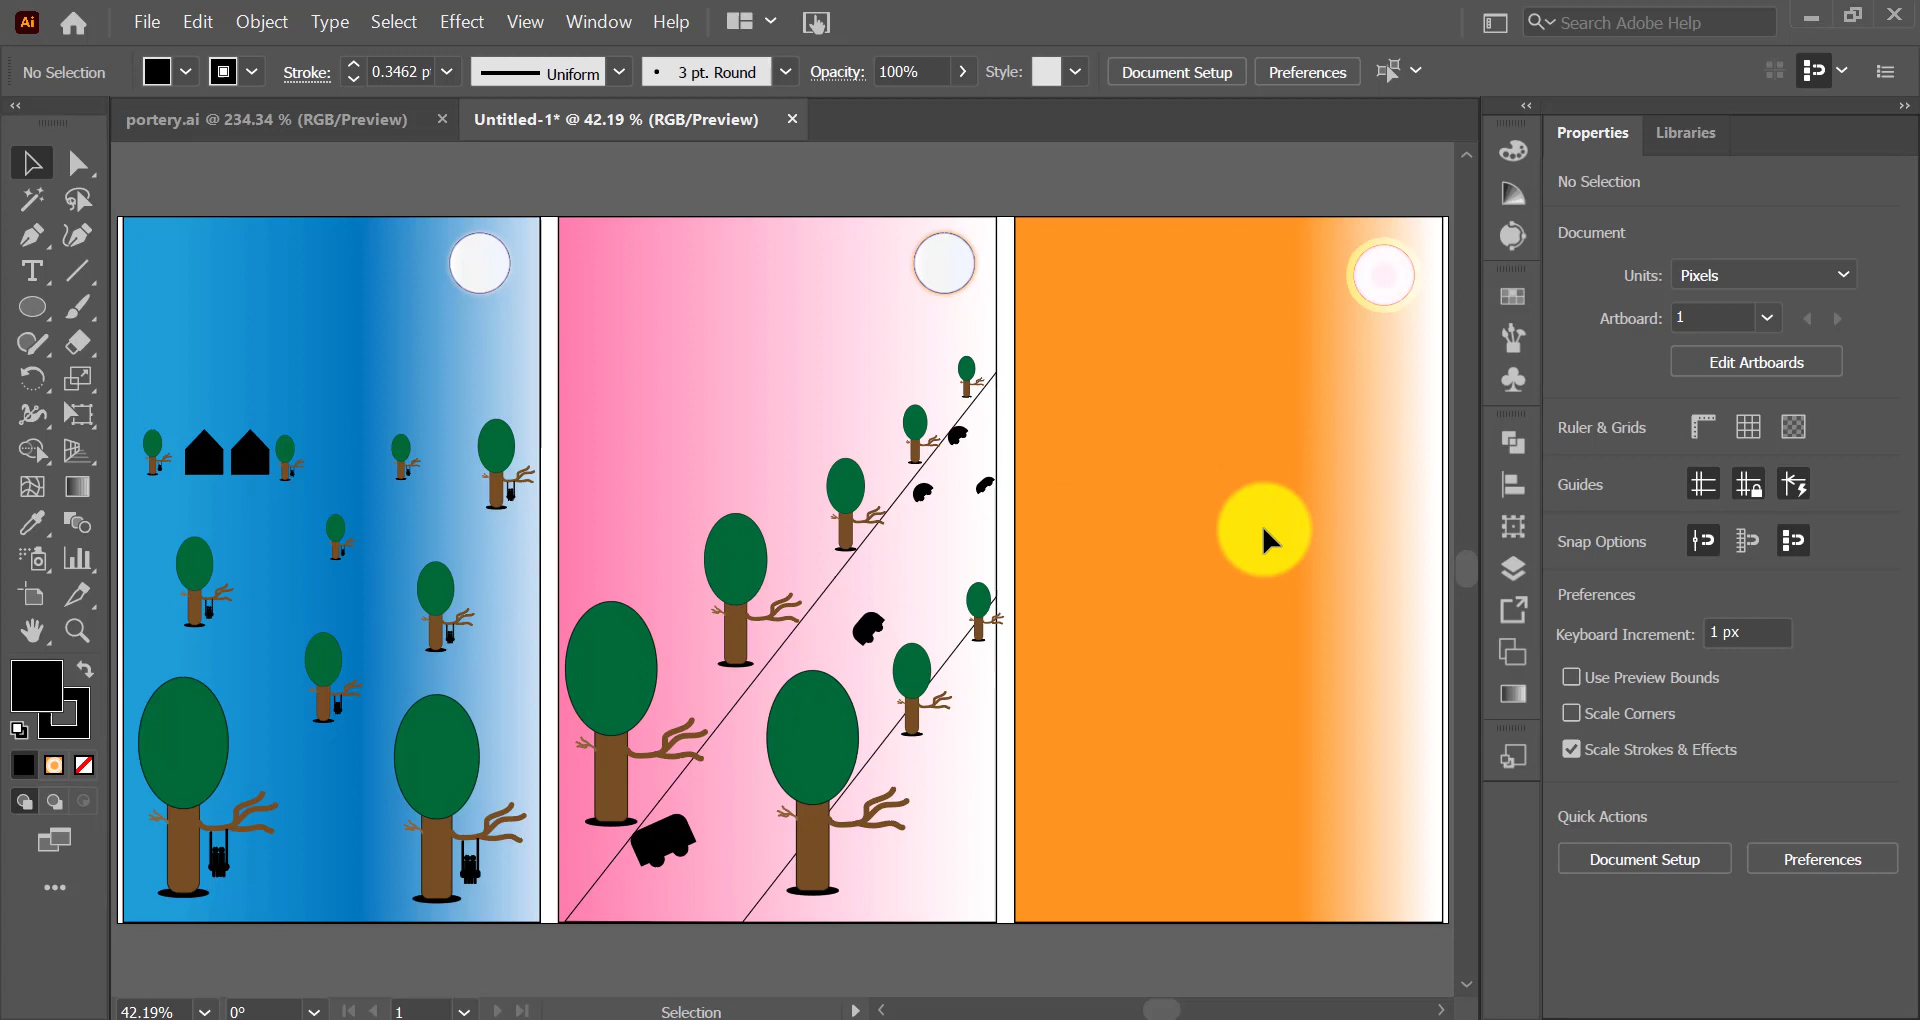 Ai File Edit Object Type Select Effect View Window Help Search Adobe Help
No Selection Stroke: 0.3462 p Uniform 3 pt. Round Opacity: 100% Style: Document Setup Preferences
portery.ai @ 234.34 % (RGB/Preview) Untitled-1* @ 42.19 % (RGB/Preview)
Properties Libraries
No Selection
Document
Units: Pixels
Artboard: 1
Edit Artboards
Ruler & Grids
Guides
Snap Options
Preferences
Keyboard Increment: 1 px
Use Preview Bounds
Scale Corners
Scale Strokes & Effects
Quick Actions
Document Setup Preferences
42.19% 0° 1 Selection